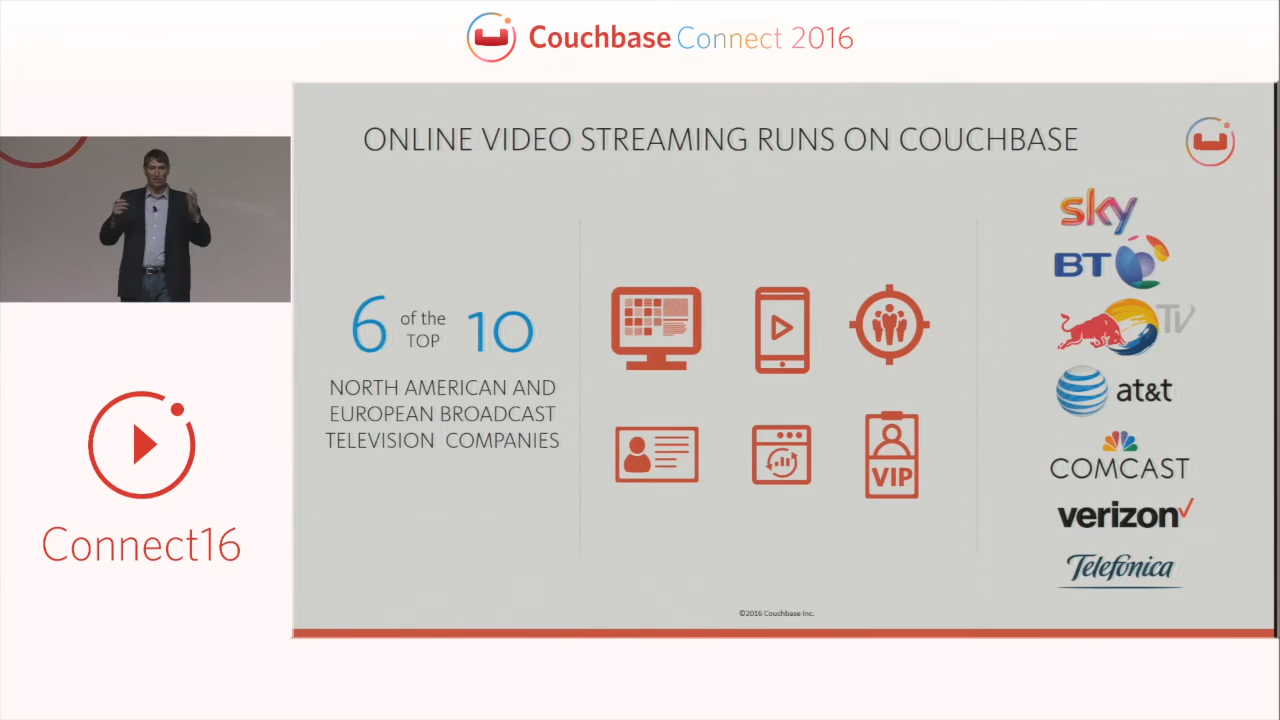 Couchbase Connect 2016
ONLINE VIDEO STREAMING RUNS ON COUCHBASE
6 of the TOP 10
NORTH AMERICAN AND
EUROPEAN BROADCAST
TELEVISION COMPANIES
VIP
sky
BT
TV
at&t
COMCAST
verizon
Telefónica
©2016 Couchbase Inc.
Connect16